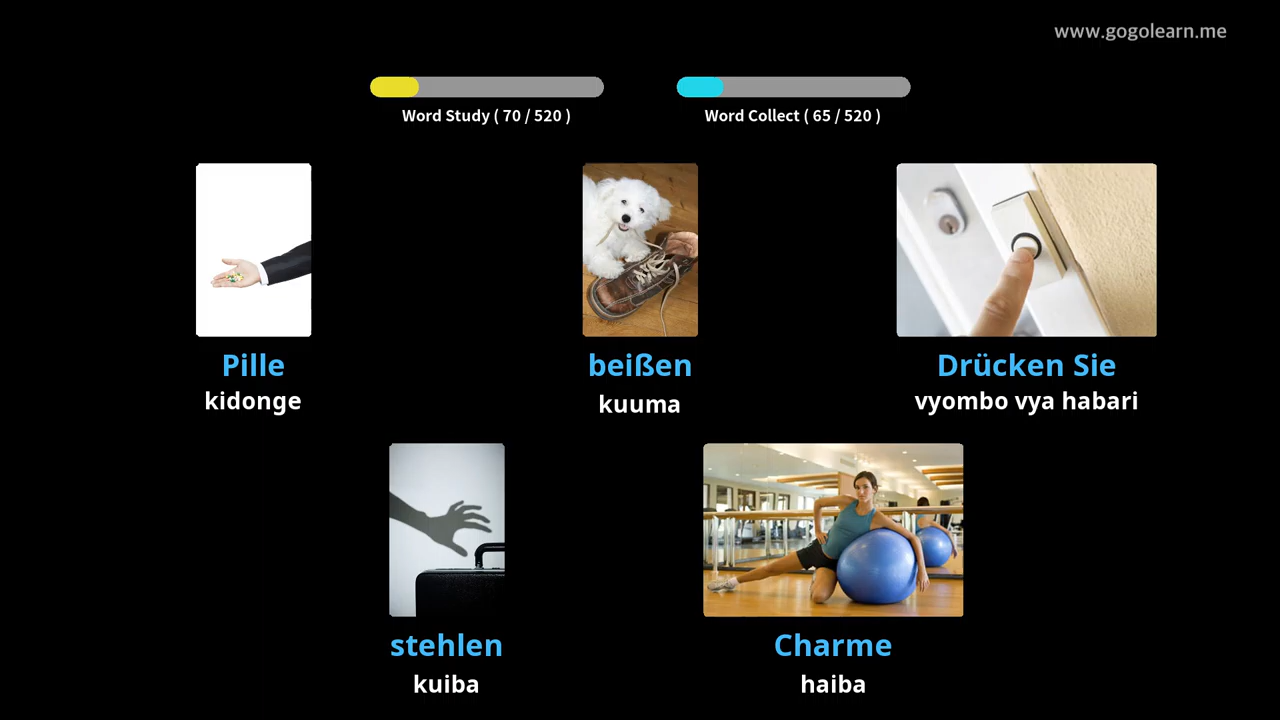 www.gogolearn.me
Word Study ( 70 / 520 )
Word Collect ( 65 / 520 )
Pille
kidonge
beißen
kuuma
Drücken Sie
vyombo vya habari
stehlen
kuiba
Charme
haiba